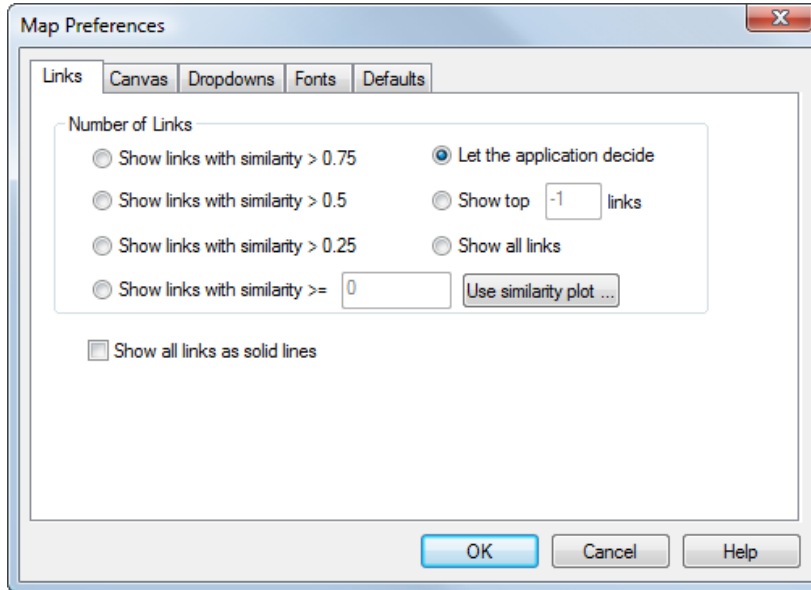 Map Preferences
Links Canvas Dropdowns Fonts Defaults
Number of Links
Show links with similarity > 0.75 Let the application decide
Show links with similarity > 0.5 Show top -1 links
Show links with similarity > 0.25 Show all links
Show links with similarity >= 0 Use similarity plot ...
Show all links as solid lines
OK Cancel Help